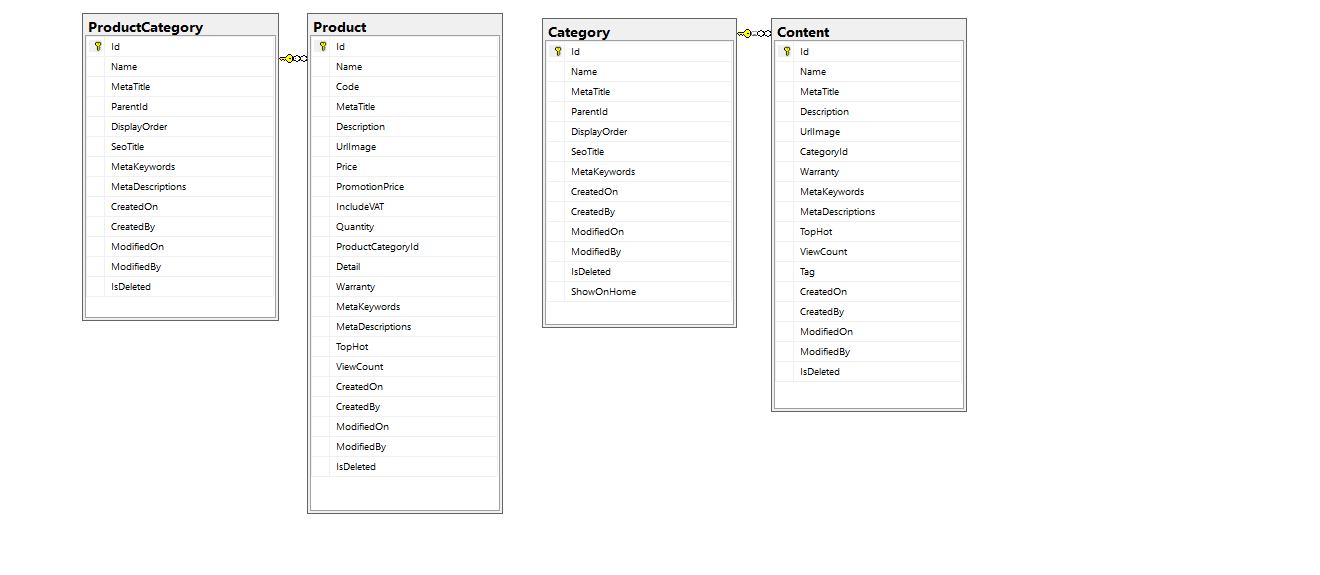 ProductCategory
Id
Name
MetaTitle
ParentId
DisplayOrder
SeoTitle
MetaKeywords
MetaDescriptions
CreatedOn
CreatedBy
ModifiedOn
ModifiedBy
IsDeleted
Product
Id
Name
Code
MetaTitle
Description
UrlImage
Price
PromotionPrice
IncludeVAT
Quantity
ProductCategoryId
Detail
Warranty
MetaKeywords
MetaDescriptions
TopHot
ViewCount
CreatedOn
CreatedBy
ModifiedOn
ModifiedBy
IsDeleted
Category
Id
Name
MetaTitle
ParentId
DisplayOrder
SeoTitle
MetaKeywords
CreatedOn
CreatedBy
ModifiedOn
ModifiedBy
IsDeleted
ShowOnHome
Content
Id
Name
MetaTitle
Description
UrlImage
CategoryId
Warranty
MetaKeywords
MetaDescriptions
TopHot
ViewCount
Tag
CreatedOn
CreatedBy
ModifiedOn
ModifiedBy
IsDeleted